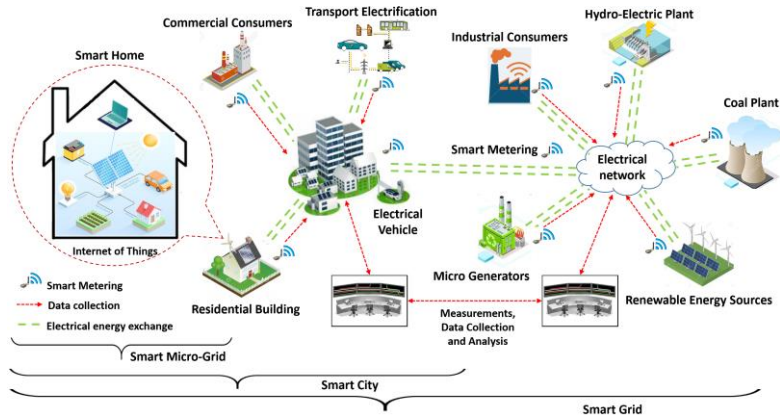 Commercial Consumers
Transport Electrification
Hydro-Electric Plant
Industrial Consumers
Smart Home
Coal Plant
Smart Metering
Electrical
network
Electrical
Vehicle
Internet of Things
Micro Generators
Renewable Energy Sources
Residential Building
Smart Metering
Data collection
Electrical energy exchange
Measurements,
Data Collection
and Analysis
Smart Micro-Grid
Smart City
Smart Grid